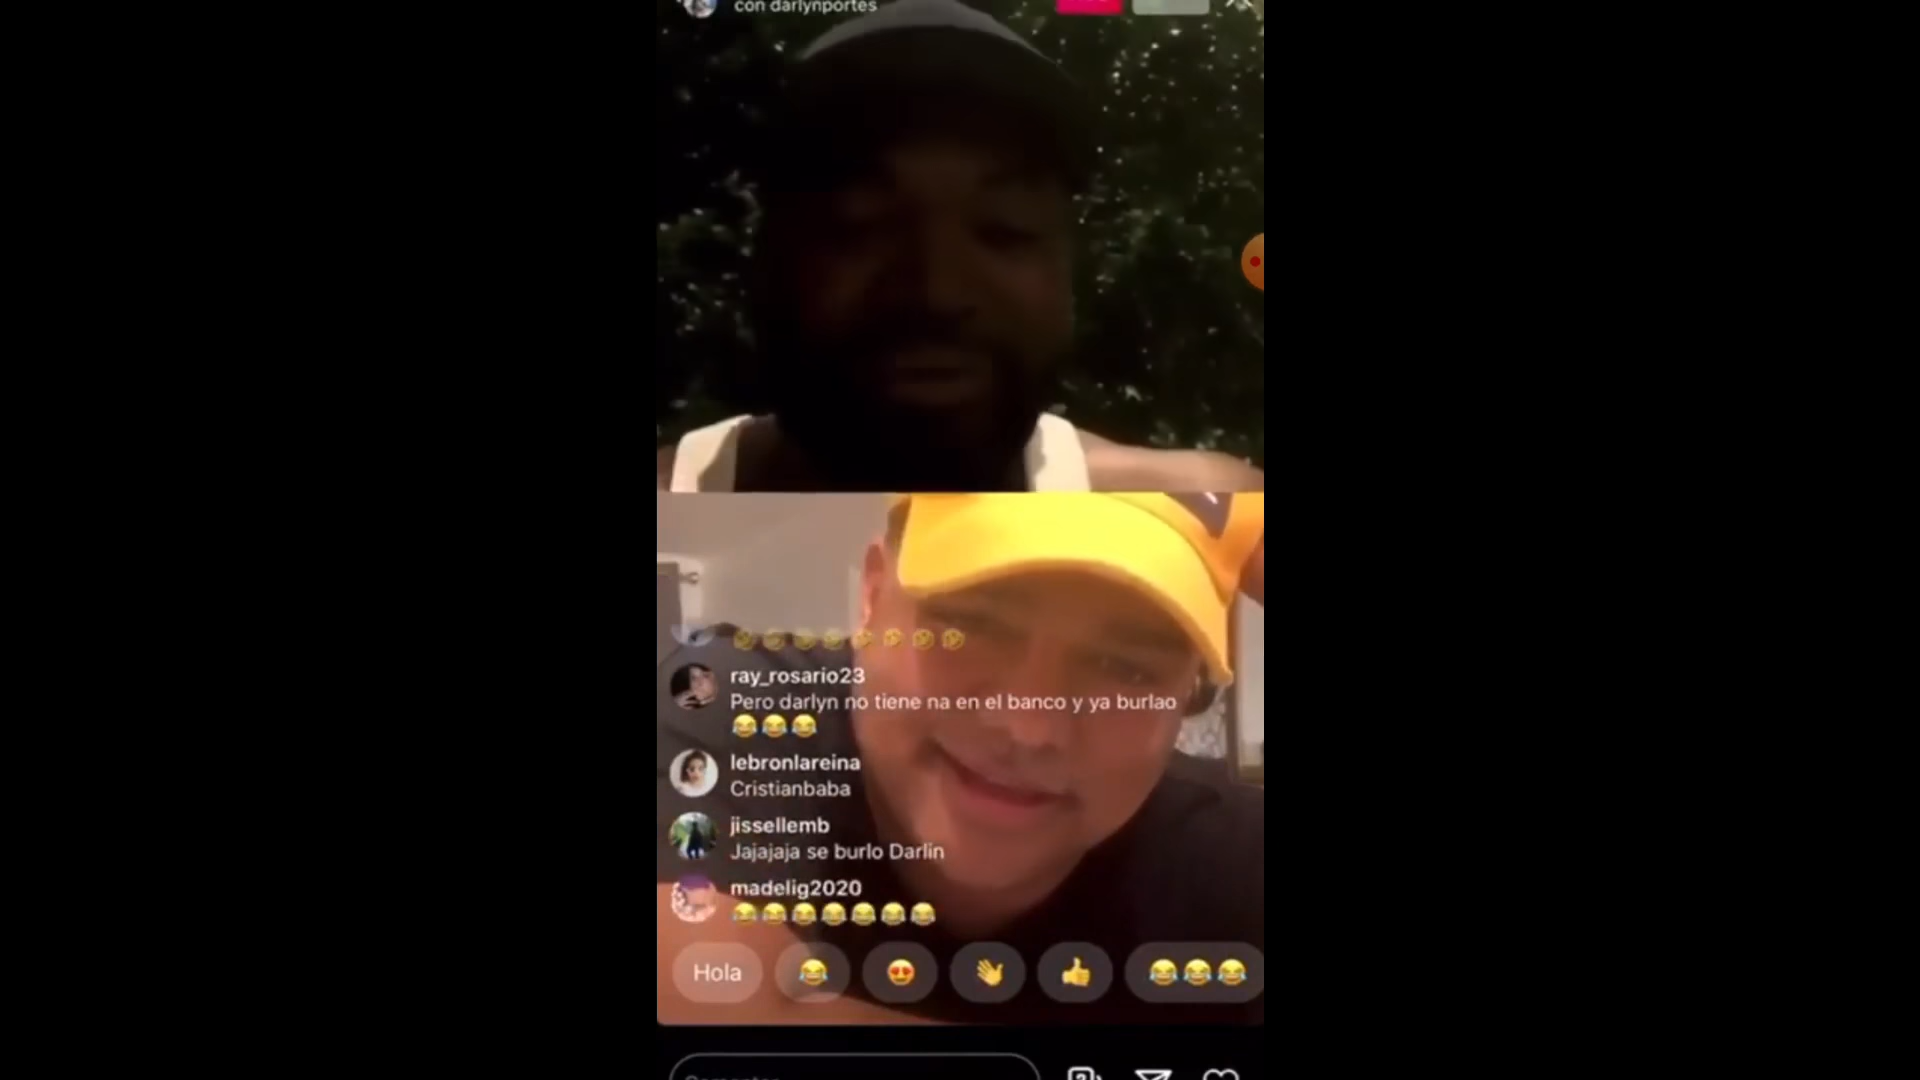 con darlynportes
ray_rosario23
Pero darlyn no tiene na en el banco y ya burlao
😂😂😂
lebronlareina
Cristianbaba
jissellemb
Jajajaja se burlo Darlin
madelig2020
😂😂😂😂😂😂😂
Hola 😂 😍 👋 👍 😂😂😂